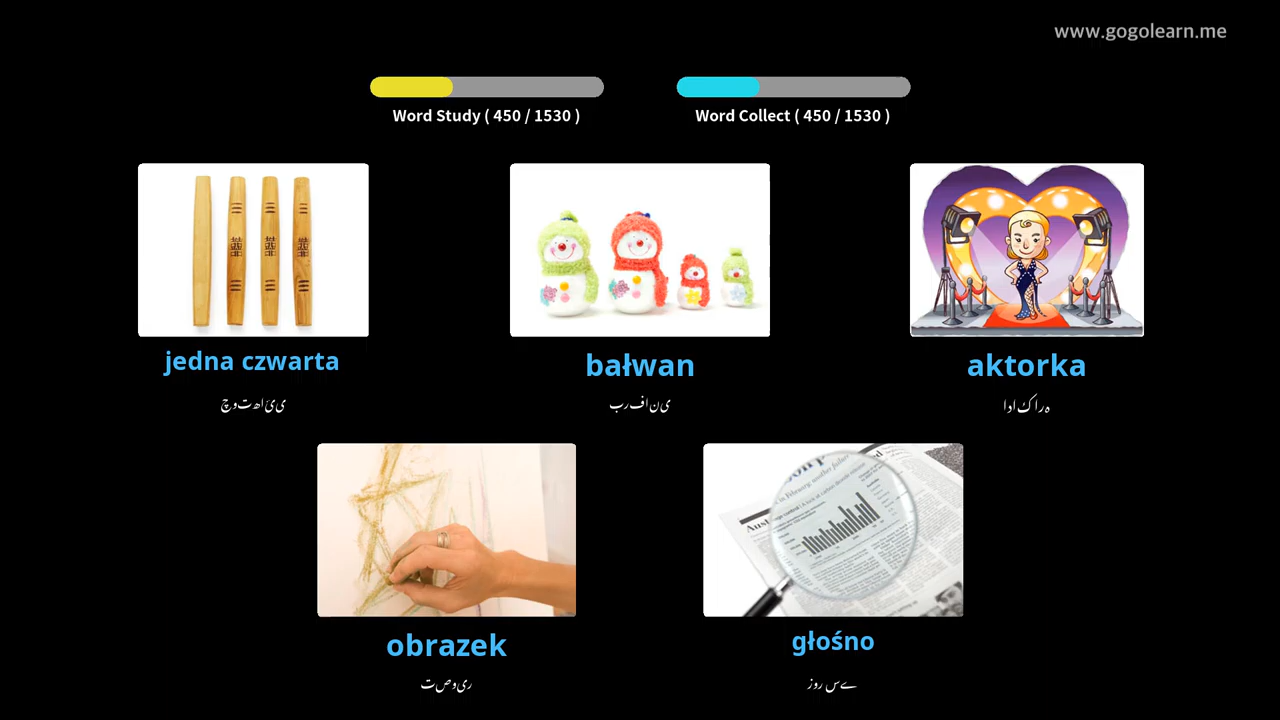 www.gogolearn.me
Word Study ( 450 / 1530 )
Word Collect ( 450 / 1530 )
jedna czwarta
چوتھائی
bałwan
برفانی
aktorka
اداکارہ
obrazek
تصویر
głośno
زور سے